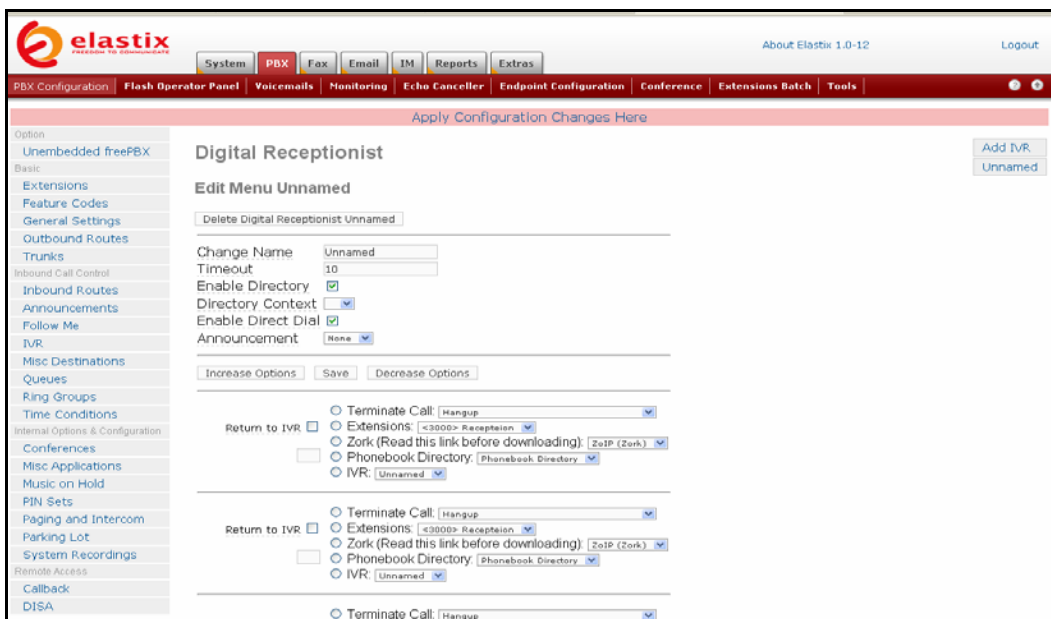 elastix
FREEDOM TO COMMUNICATE
About Elastix 1.0-12
Logout
System PBX Fax Email IM Reports Extras
PBX Configuration Flash Operator Panel Voicemails Monitoring Echo Canceller Endpoint Configuration Conference Extensions Batch Tools
Apply Configuration Changes Here
Option
Unembedded freePBX
Basic
Extensions
Feature Codes
General Settings
Outbound Routes
Trunks
Inbound Call Control
Inbound Routes
Announcements
Follow Me
IVR
Misc Destinations
Queues
Ring Groups
Time Conditions
Internal Options & Configuration
Conferences
Misc Applications
Music on Hold
PIN Sets
Paging and Intercom
Parking Lot
System Recordings
Remote Access
Callback
DISA
Digital Receptionist
Add IVR
Unnamed
Edit Menu Unnamed
Delete Digital Receptionist Unnamed
Change Name Unnamed
Timeout 10
Enable Directory
Directory Context
Enable Direct Dial
Announcement None
Increase Options Save Decrease Options
Return to IVR
Terminate Call: Hangup
Extensions: <3000> Recepteion
Zork (Read this link before downloading): ZoIP (Zork)
Phonebook Directory: Phonebook Directory
IVR: Unnamed
Return to IVR
Terminate Call: Hangup
Extensions: <3000> Recepteion
Zork (Read this link before downloading): ZoIP (Zork)
Phonebook Directory: Phonebook Directory
IVR: Unnamed
Terminate Call: Hangup